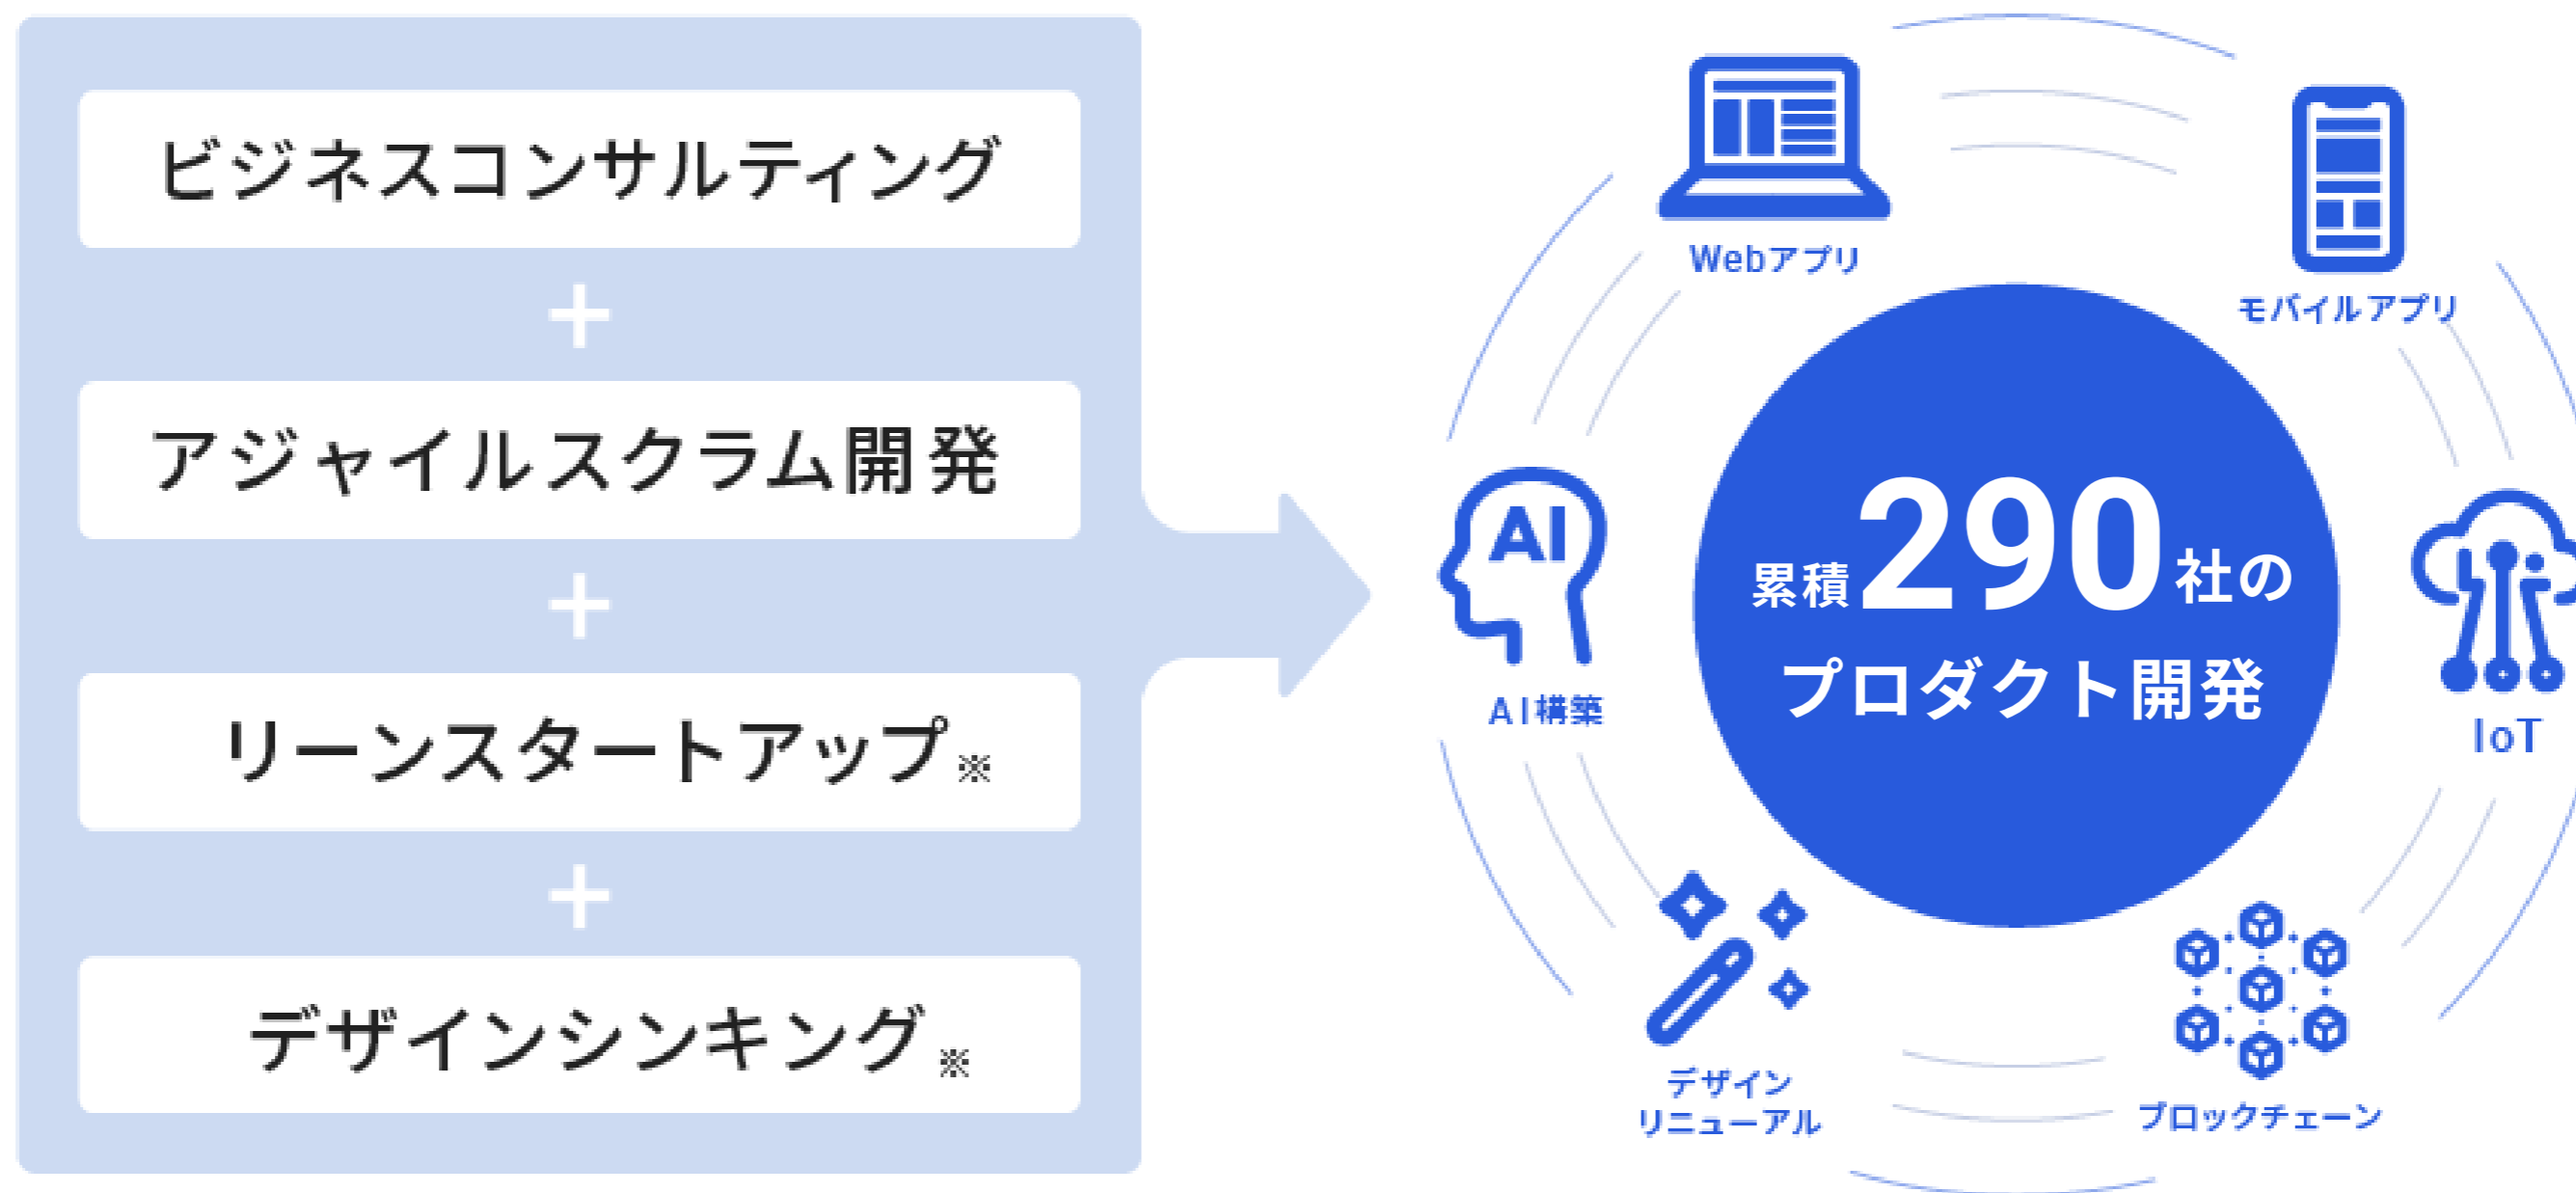 ビジネスコンサルティング
+
アジャイルスクラム開発
+
リーンスタートアップ※
+
デザインシンキング※
Webアプリ
モバイルアプリ
AI
AI構築
累積290社の
プロダクト開発
IoT
デザイン
リニューアル
ブロックチェーン